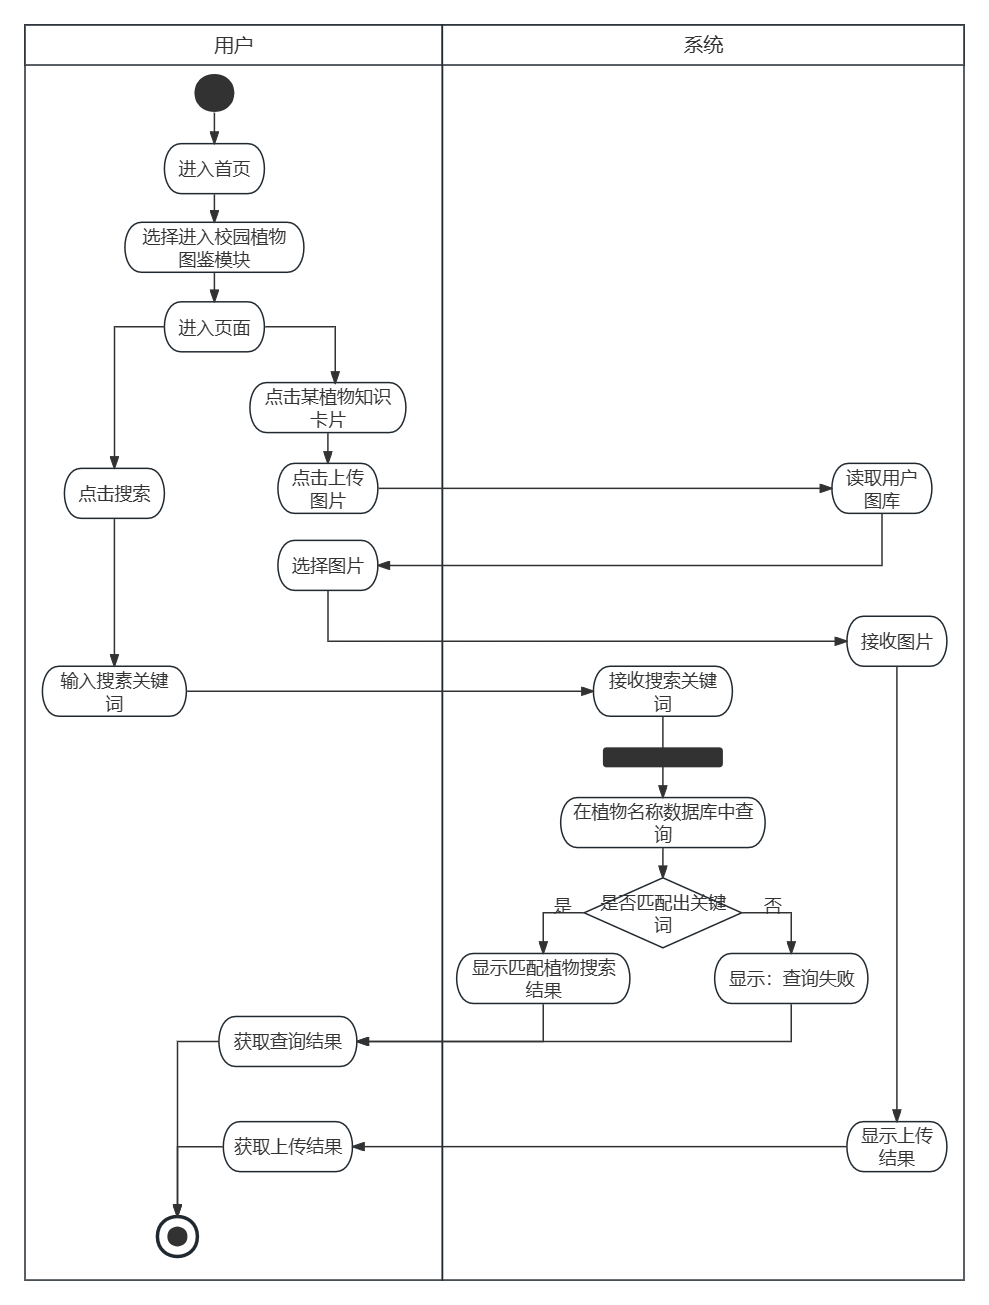 用户
系统
进入首页
选择进入校园植物
图鉴模块
进入页面
点击某植物知识
卡片
点击搜索
点击上传
图片
读取用户
图库
选择图片
接收图片
输入搜素关键
词
接收搜索关键
词
在植物名称数据库中查
询
是
是否匹配出关键
词
否
显示匹配植物搜索
结果
显示：查询失败
获取查询结果
获取上传结果
显示上传
结果